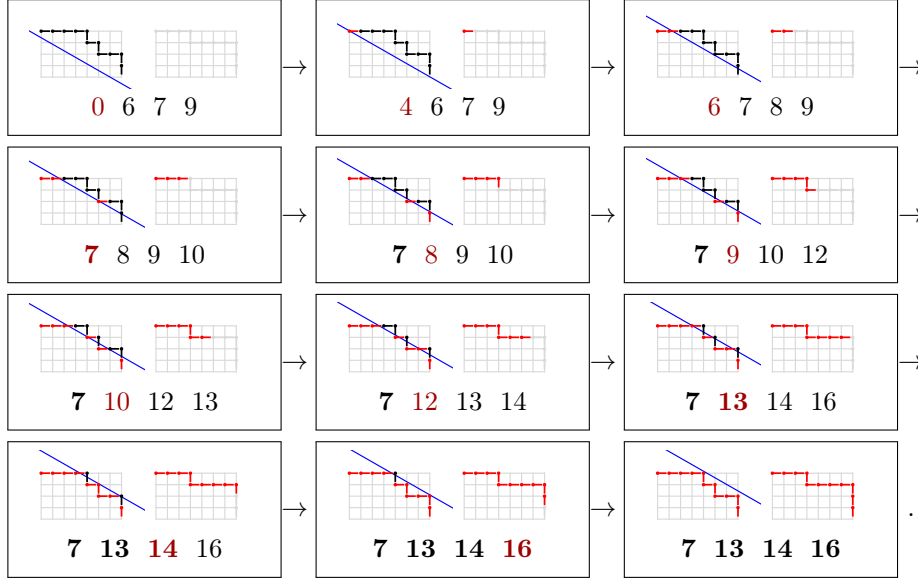 0 6 7 9 → 4 6 7 9 → 6 7 8 9 →
7 8 9 10 → 7 8 9 10 → 7 9 10 12 →
7 10 12 13 → 7 12 13 14 → 7 13 14 16 →
7 13 14 16 → 7 13 14 16 → 7 13 14 16 .